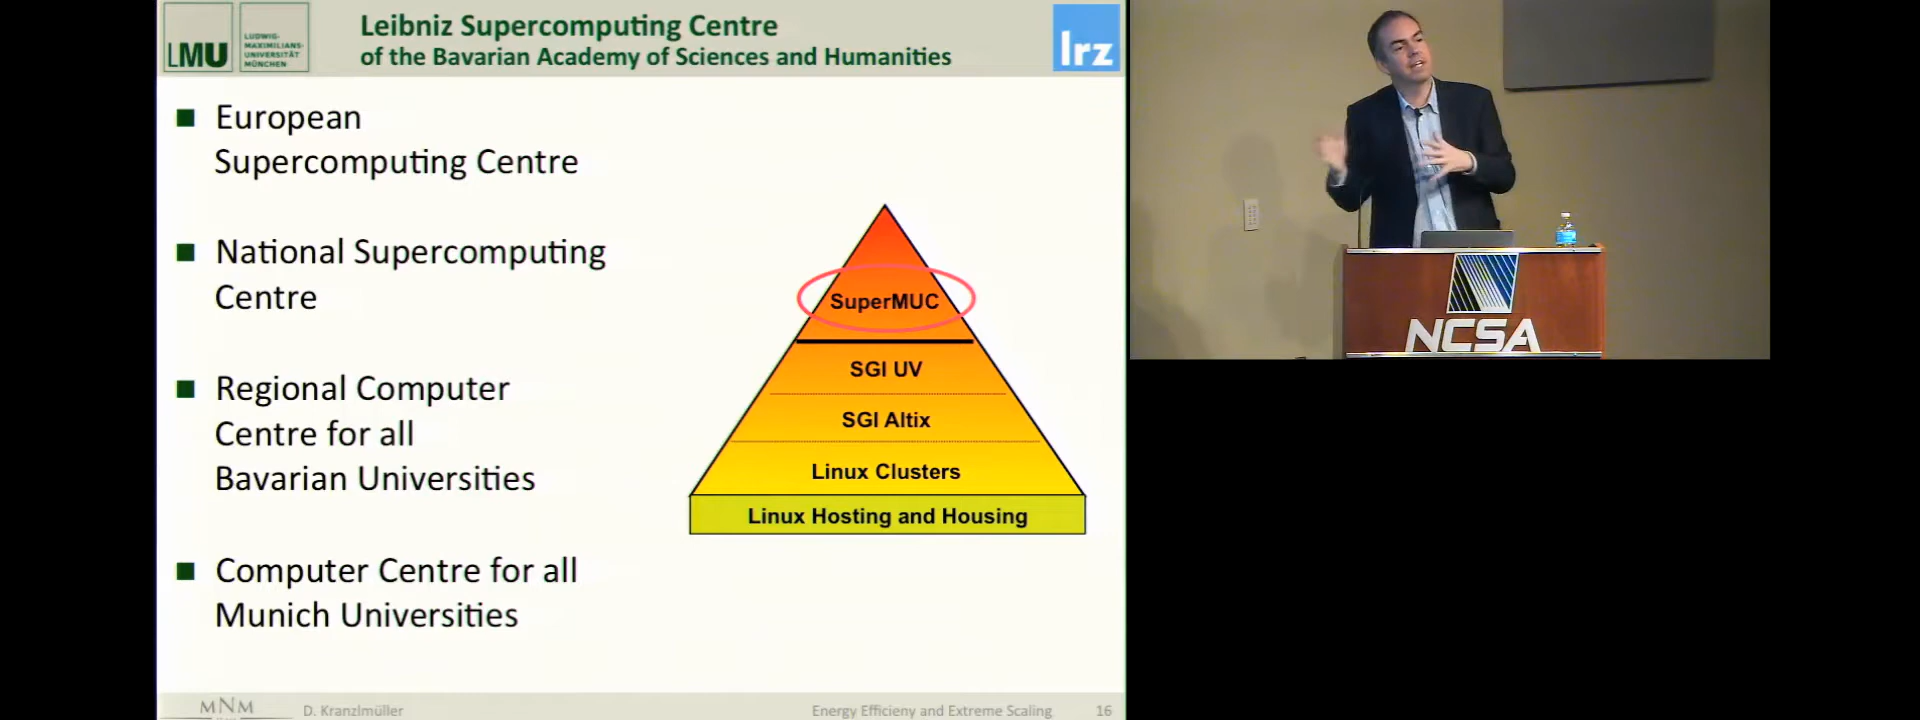 LMU
LUDWIG-
MAXIMILIANS-
UNIVERSITÄT
MÜNCHEN
Leibniz Supercomputing Centre
of the Bavarian Academy of Sciences and Humanities
lrz
European
Supercomputing Centre
National Supercomputing
Centre
Regional Computer
Centre for all
Bavarian Universities
Computer Centre for all
Munich Universities
SuperMUC
SGI UV
SGI Altix
Linux Clusters
Linux Hosting and Housing
MNM
D. Kranzlmüller
Energy Efficieny and Extreme Scaling
16
NCSA